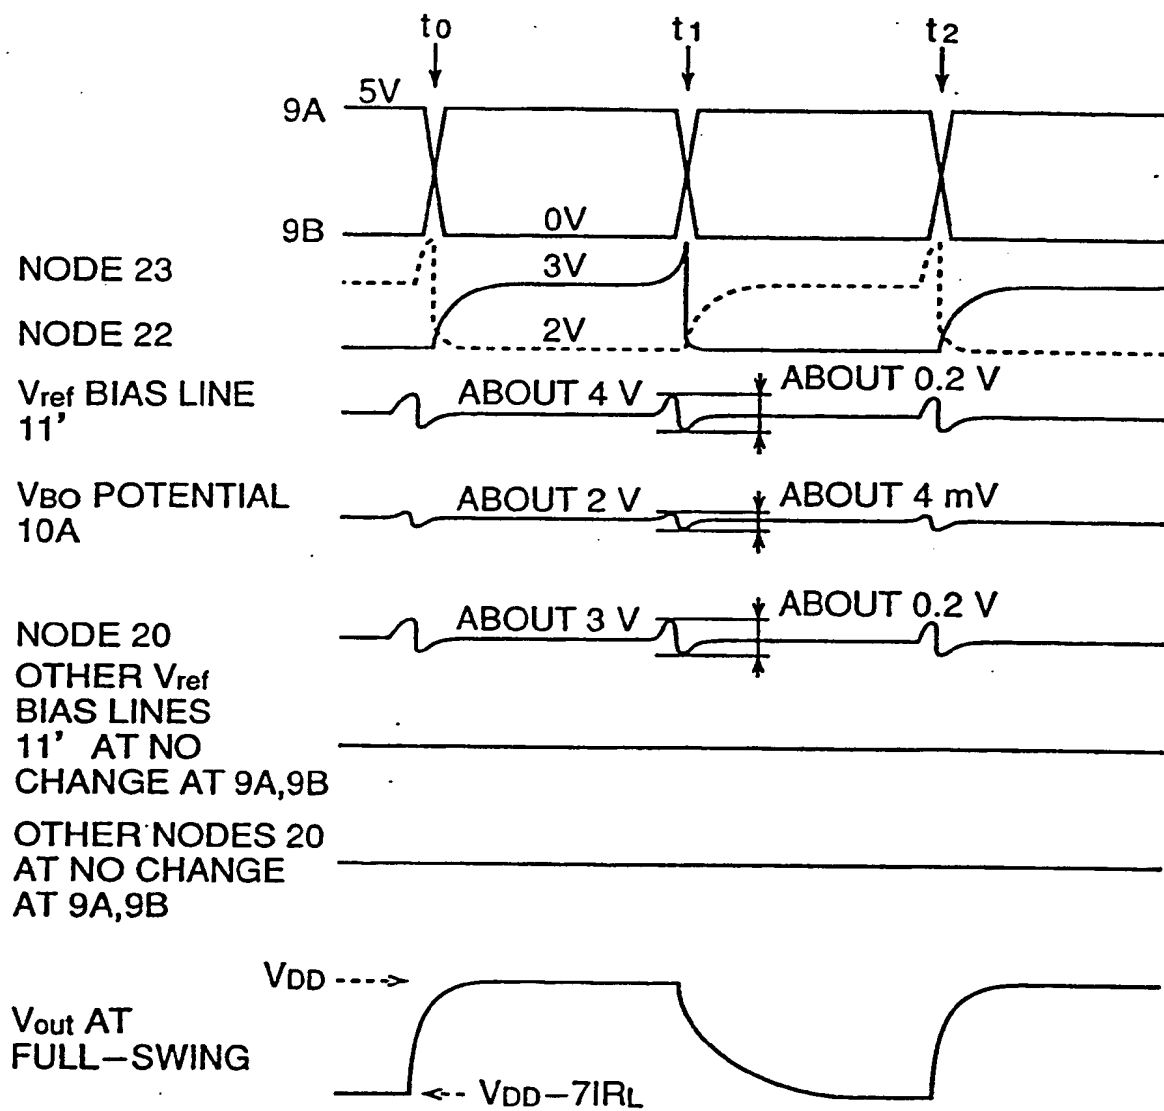 t0 t1 t2
5V
9A
9B
0V
NODE 23
3V
NODE 22
2V
Vref BIAS LINE
11'
ABOUT 4 V
ABOUT 0.2 V
VBO POTENTIAL
10A
ABOUT 2 V
ABOUT 4 mV
NODE 20
ABOUT 3 V
ABOUT 0.2 V
OTHER Vref
BIAS LINES
11' AT NO
CHANGE AT 9A,9B
OTHER NODES 20
AT NO CHANGE
AT 9A,9B
VDD
Vout AT
FULL-SWING
VDD-7IRL